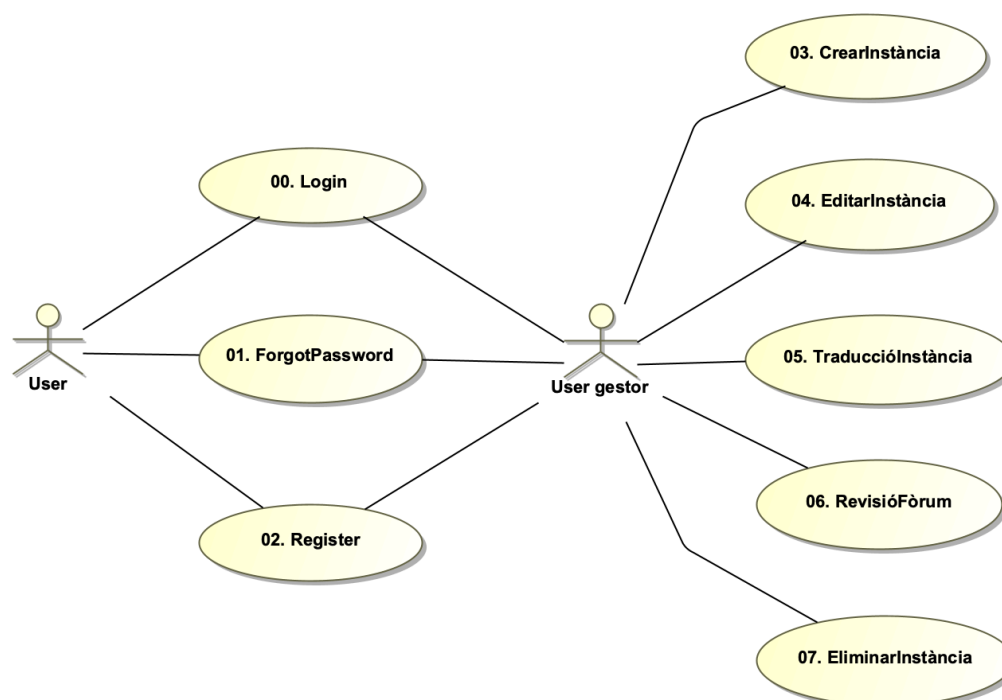 03. CrearInstància
00. Login
04. EditarInstància
User
01. ForgotPassword
User gestor
05. TraduccióInstància
02. Register
06. RevisióFòrum
07. EliminarInstància